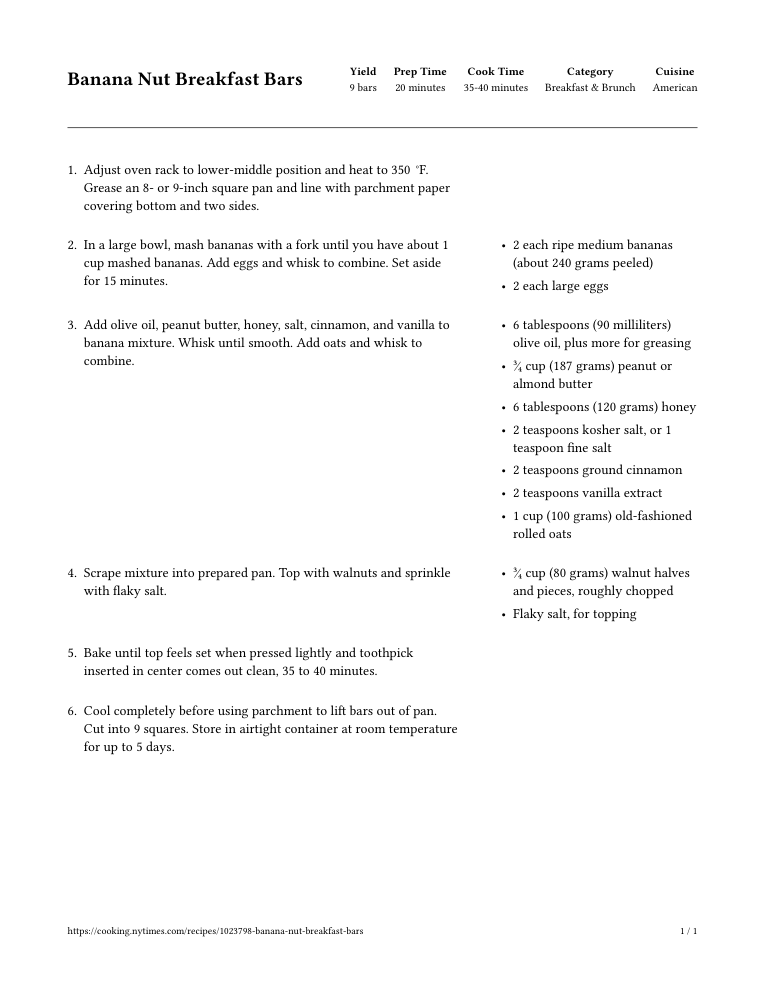 Banana Nut Breakfast Bars
Yield Prep Time Cook Time Category Cuisine
9 bars 20 minutes 35-40 minutes Breakfast & Brunch American
1. Adjust oven rack to lower-middle position and heat to 350 °F.
Grease an 8- or 9-inch square pan and line with parchment paper
covering bottom and two sides.
2. In a large bowl, mash bananas with a fork until you have about 1
cup mashed bananas. Add eggs and whisk to combine. Set aside
for 15 minutes.
• 2 each ripe medium bananas
(about 240 grams peeled)
• 2 each large eggs
3. Add olive oil, peanut butter, honey, salt, cinnamon, and vanilla to
banana mixture. Whisk until smooth. Add oats and whisk to
combine.
• 6 tablespoons (90 milliliters)
olive oil, plus more for greasing
• ¾ cup (187 grams) peanut or
almond butter
• 6 tablespoons (120 grams) honey
• 2 teaspoons kosher salt, or 1
teaspoon fine salt
• 2 teaspoons ground cinnamon
• 2 teaspoons vanilla extract
• 1 cup (100 grams) old-fashioned
rolled oats
4. Scrape mixture into prepared pan. Top with walnuts and sprinkle
with flaky salt.
• ¾ cup (80 grams) walnut halves
and pieces, roughly chopped
• Flaky salt, for topping
5. Bake until top feels set when pressed lightly and toothpick
inserted in center comes out clean, 35 to 40 minutes.
6. Cool completely before using parchment to lift bars out of pan.
Cut into 9 squares. Store in airtight container at room temperature
for up to 5 days.
https://cooking.nytimes.com/recipes/1023798-banana-nut-breakfast-bars
1 / 1